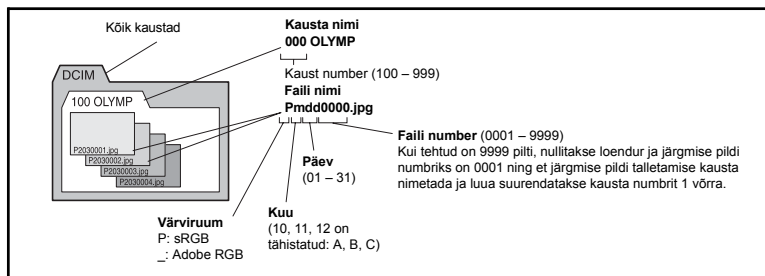 Kõik kaustad
Kausta nimi
000 OLYMP
Kaust number (100 – 999)
DCIM
100 OLYMP
P2030001.jpg
P2030002.jpg
P2030003.jpg
P2030004.jpg
Faili nimi
Pmdd0000.jpg
Faili number (0001 – 9999)
Kui tehtud on 9999 pilti, nullitakse loendur ja järgmise pildi
numbriks on 0001 ning et järgmise pildi talletamise kausta
nimetada ja luua suurendatakse kausta numbrit 1 võrra.
Päev
(01 – 31)
Kuu
(10, 11, 12 on
tähistatud: A, B, C)
Värviruum
P: sRGB
_: Adobe RGB